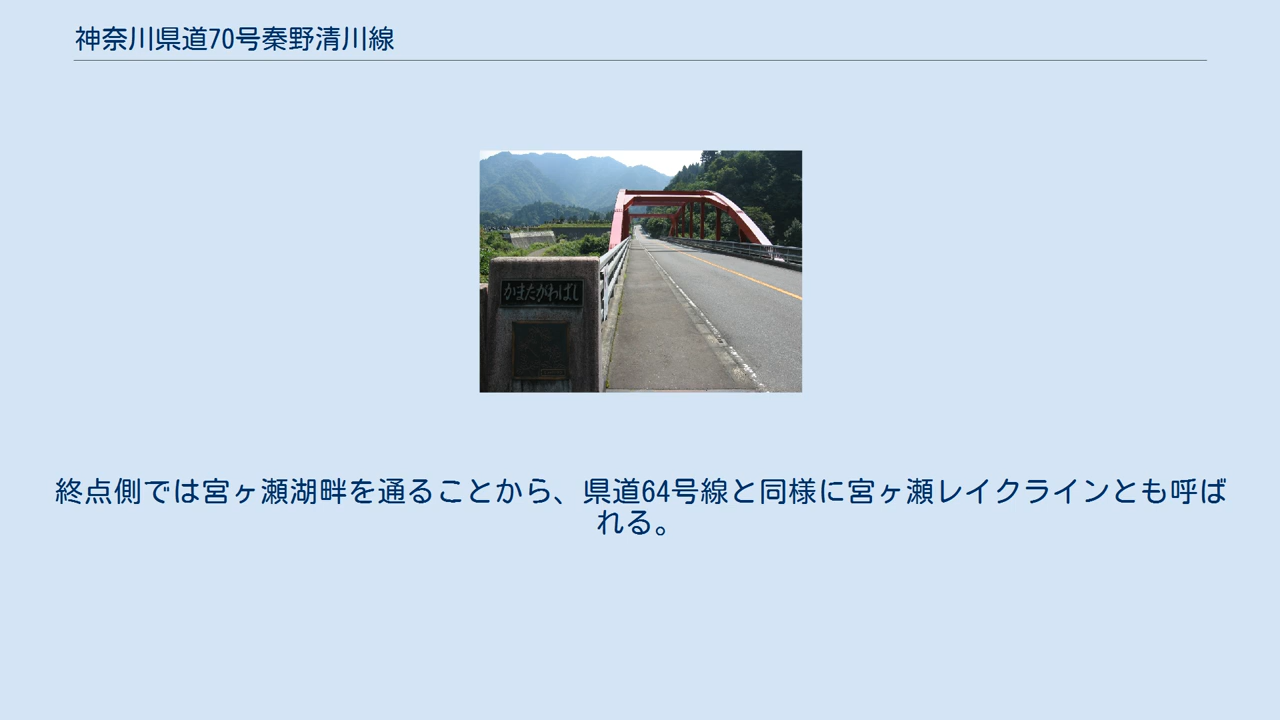 神奈川県道70号秦野清川線
かまたがわばし
終点側では宮ヶ瀬湖畔を通ることから、県道64号線と同様に宮ヶ瀬レイクラインとも呼ば
れる。